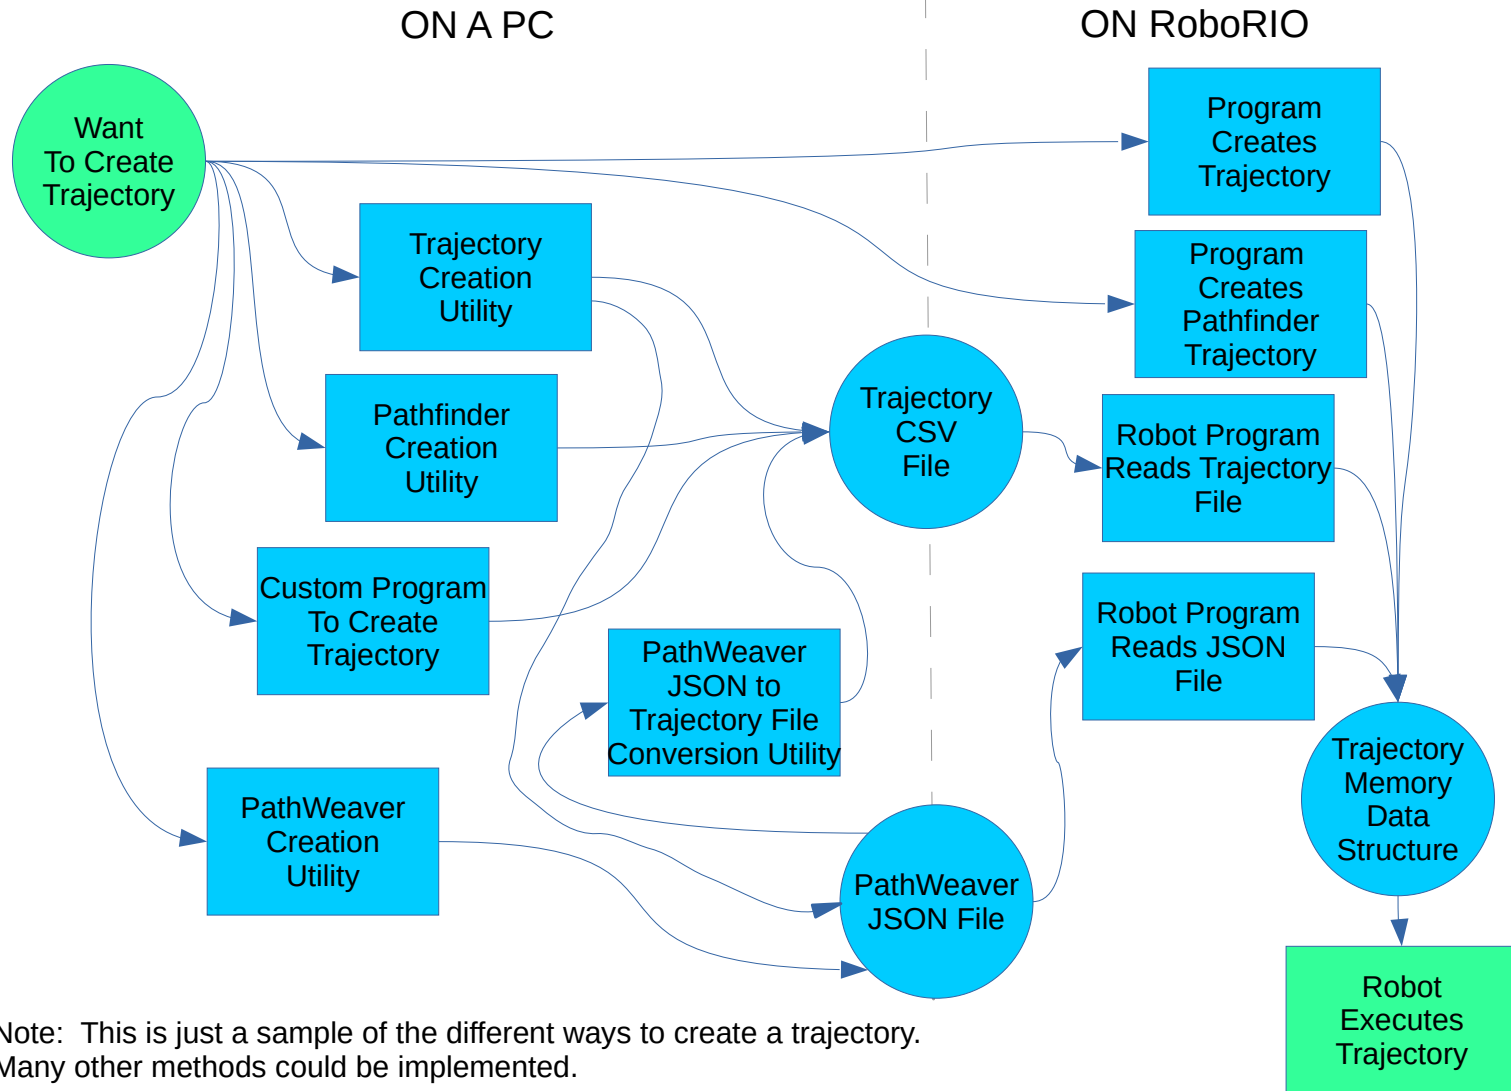 ON A PC
ON RoboRIO
Want
To Create
Trajectory
Program
Creates
Trajectory
Trajectory
Creation
Utility
Program
Creates
Pathfinder
Trajectory
Pathfinder
Creation
Utility
Trajectory
CSV
File
Robot Program
Reads Trajectory
File
Custom Program
To Create
Trajectory
PathWeaver
JSON to
Trajectory File
Conversion Utility
Robot Program
Reads JSON
File
PathWeaver
Creation
Utility
PathWeaver
JSON File
Trajectory
Memory
Data
Structure
Robot
Executes
Trajectory
Note:  This is just a sample of the different ways to create a trajectory.
Many other methods could be implemented.